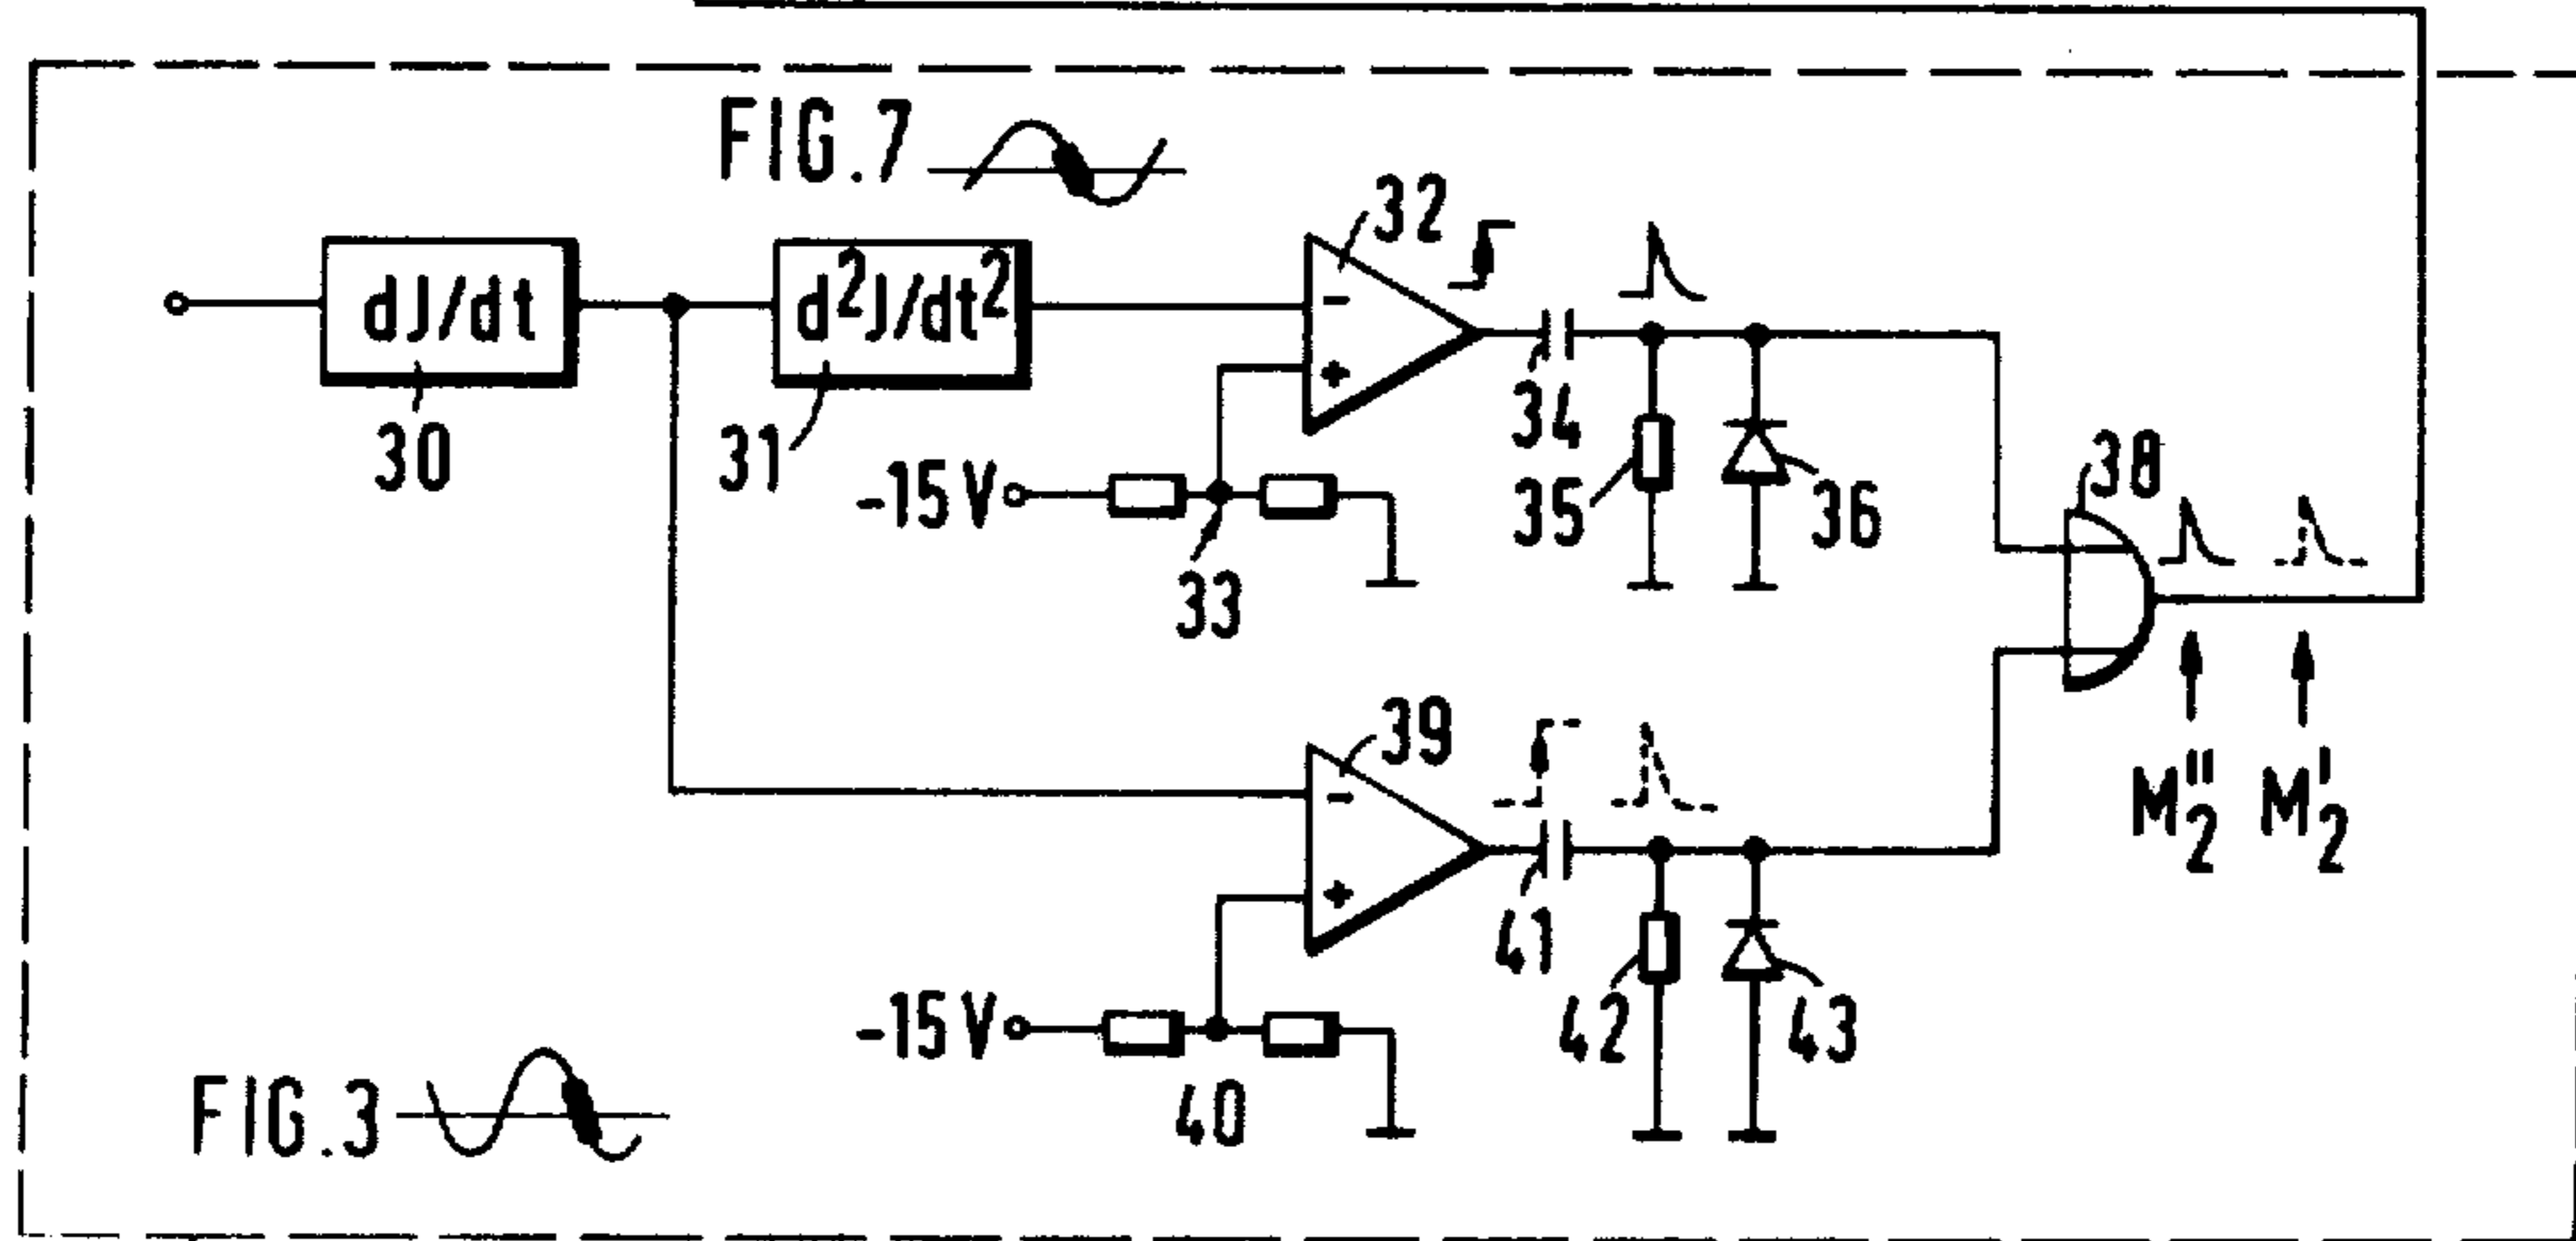 FIG.7
32
dJ/dt
d²J/dt²
-
+
30
31
34
-15V
35
36
38
33
39
-
+
M₂'' M₂'
41
-15V
42
43
40
FIG.3